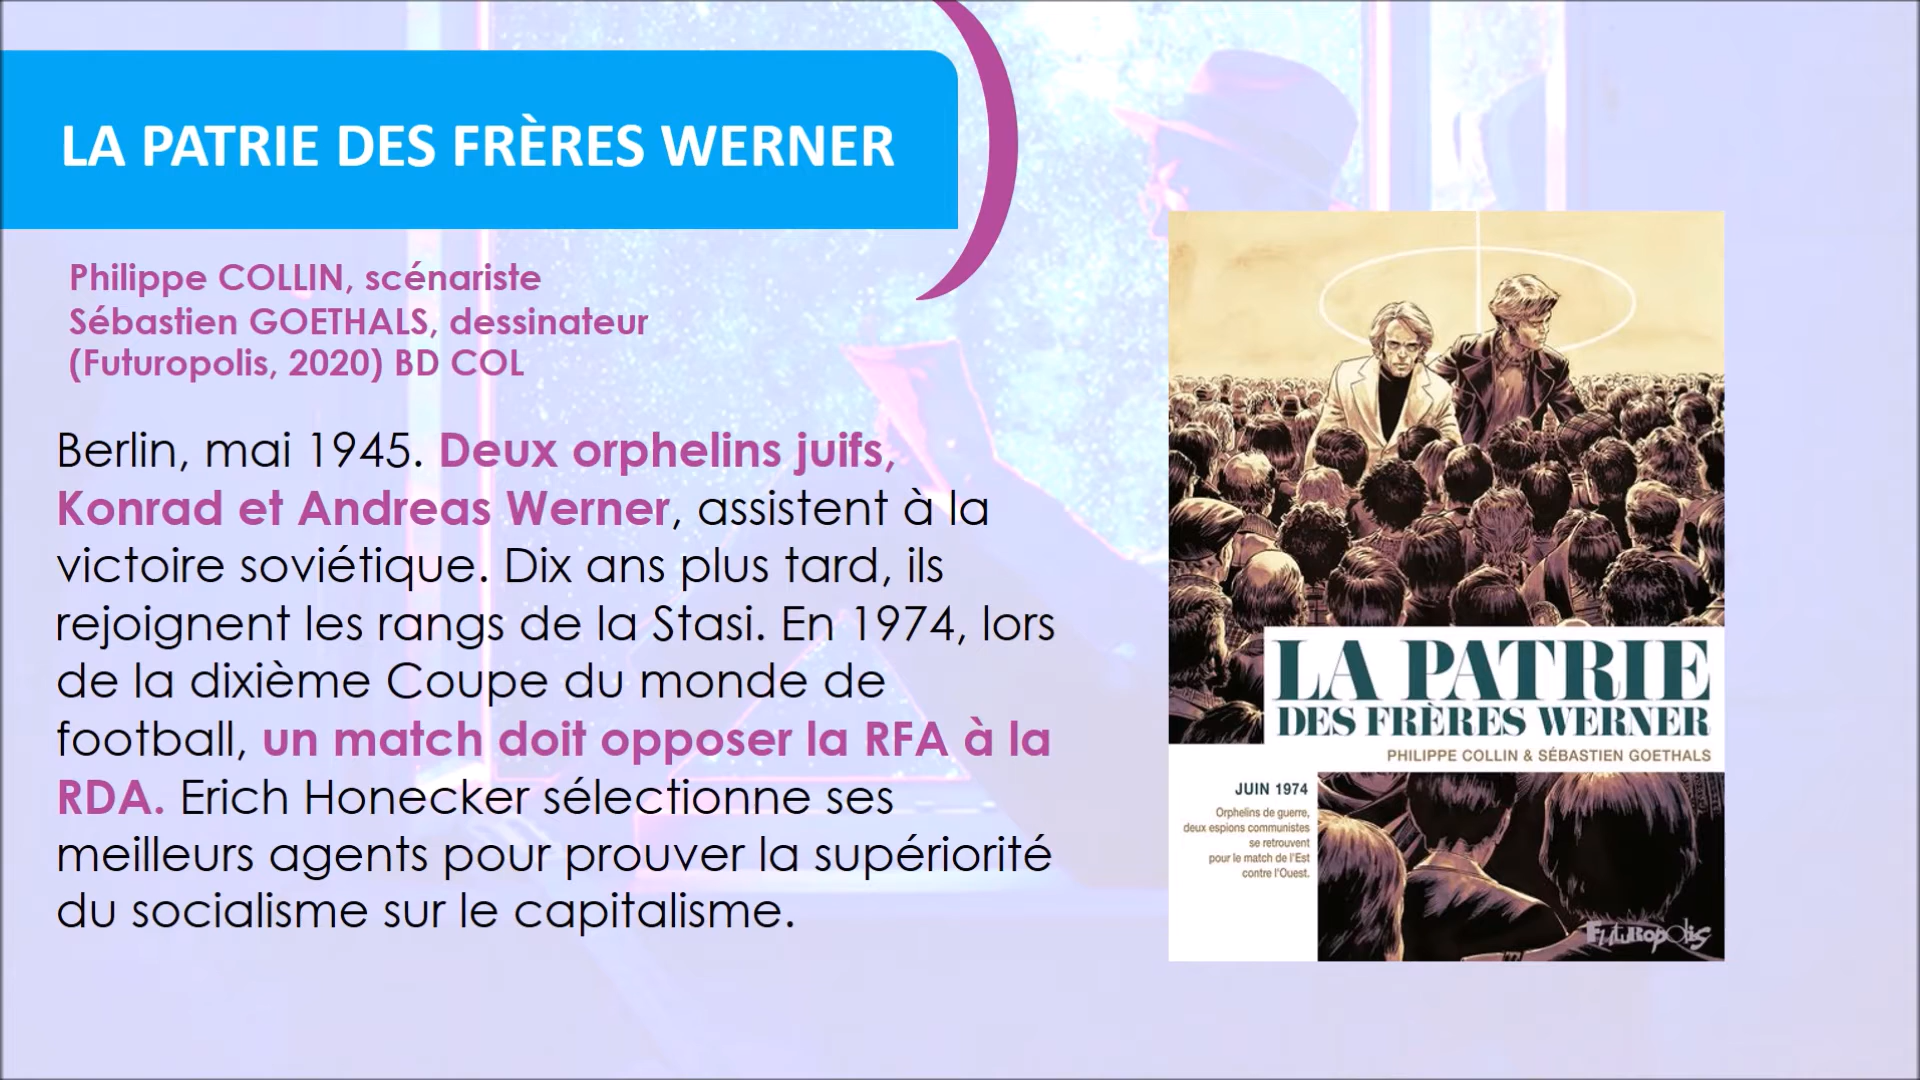 LA PATRIE DES FRÈRES WERNER
Philippe COLLIN, scénariste
Sébastien GOETHALS, dessinateur
(Futuropolis, 2020) BD COL
Berlin, mai 1945. Deux orphelins juifs,
Konrad et Andreas Werner, assistent à la
victoire soviétique. Dix ans plus tard, ils
rejoignent les rangs de la Stasi. En 1974, lors
de la dixième Coupe du monde de
football, un match doit opposer la RFA à la
RDA. Erich Honecker sélectionne ses
meilleurs agents pour prouver la supériorité
du socialisme sur le capitalisme.
LA PATRIE
DES FRÈRES WERNER
PHILIPPE COLLIN & SÉBASTIEN GOETHALS
JUIN 1974
Orphelins de guerre,
deux espions communistes
se retrouvent
pour le match de l'Est
contre l'Ouest.
FUTUROPOLIS